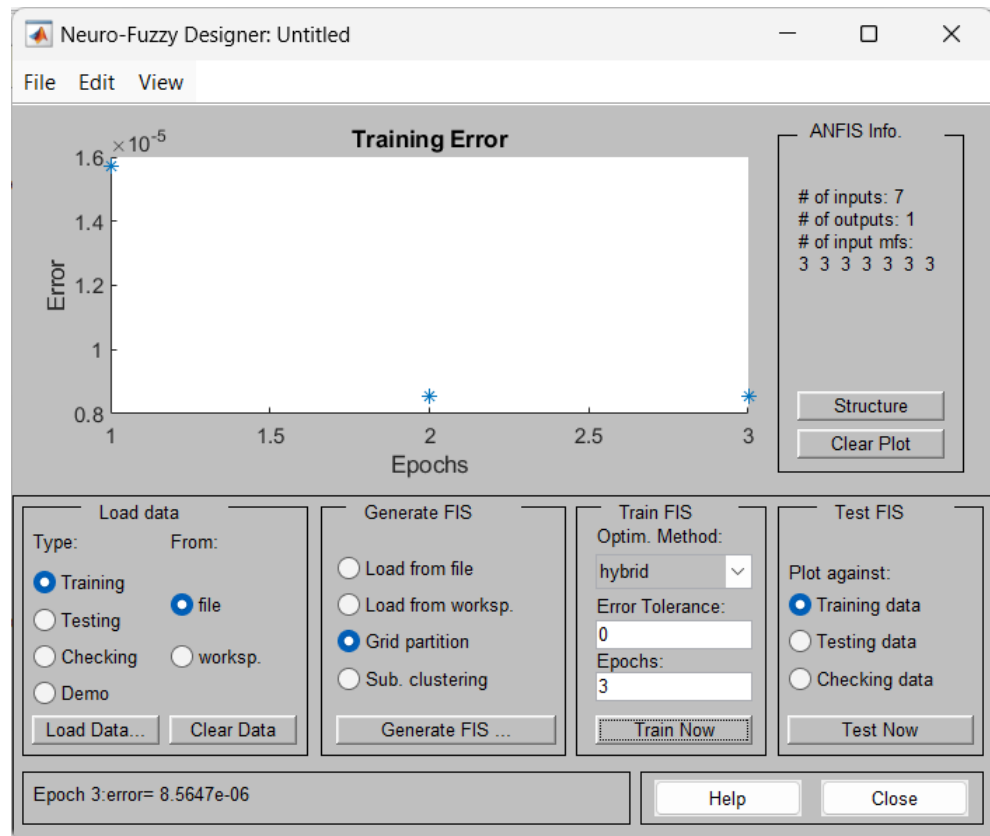 Neuro-Fuzzy Designer: Untitled
File Edit View
Training Error
×10-5
1.6
1.4
1.2
1
0.8
Error
1 1.5 2 2.5 3
Epochs
ANFIS Info.
# of inputs: 7
# of outputs: 1
# of input mfs:
3 3 3 3 3 3 3
Structure
Clear Plot
Load data
Type: From:
Training
file
Testing
Checking
worksp.
Demo
Load Data... Clear Data
Generate FIS
Load from file
Load from worksp.
Grid partition
Sub. clustering
Generate FIS ...
Train FIS
Optim. Method:
hybrid
Error Tolerance:
0
Epochs:
3
Train Now
Test FIS
Plot against:
Training data
Testing data
Checking data
Test Now
Epoch 3:error= 8.5647e-06
Help Close